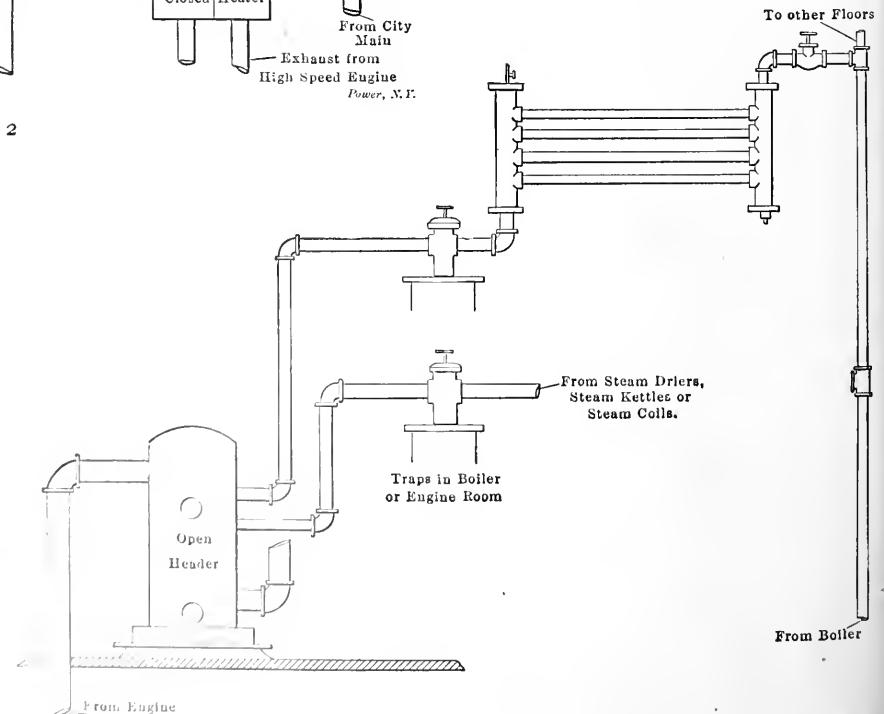 Closed Heater
From City
Main
Exhaust from
High Speed Engine
Power, N.Y.
2
To other Floors
From Steam Driers,
Steam Kettles or
Steam Coils.
Traps in Boiler
or Engine Room
Open
Header
From Boiler
From Engine